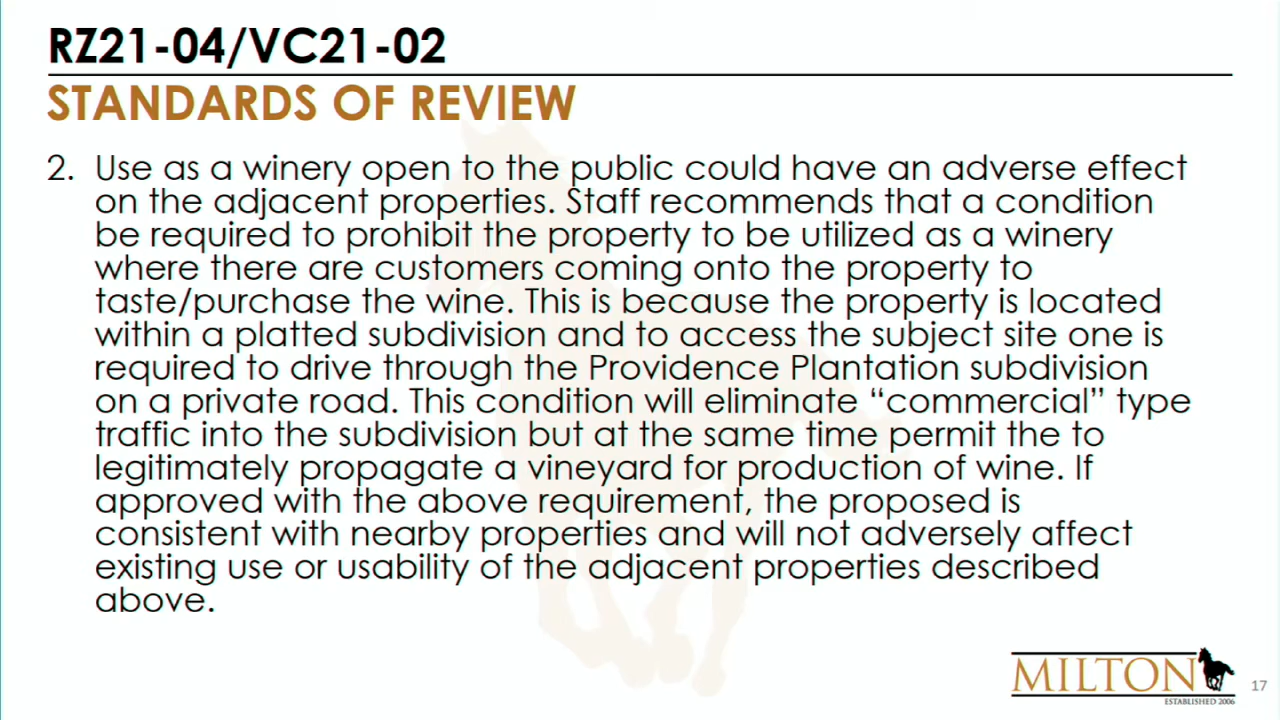 RZ21-04/VC21-02
STANDARDS OF REVIEW
2. Use as a winery open to the public could have an adverse effect
on the adjacent properties. Staff recommends that a condition
be required to prohibit the property to be utilized as a winery
where there are customers coming onto the property to
taste/purchase the wine. This is because the property is located
within a platted subdivision and to access the subject site one is
required to drive through the Providence Plantation subdivision
on a private road. This condition will eliminate “commercial” type
traffic into the subdivision but at the same time permit the to
legitimately propagate a vineyard for production of wine. If
approved with the above requirement, the proposed is
consistent with nearby properties and will not adversely affect
existing use or usability of the adjacent properties described
above.
MILTON
ESTABLISHED 2006
17